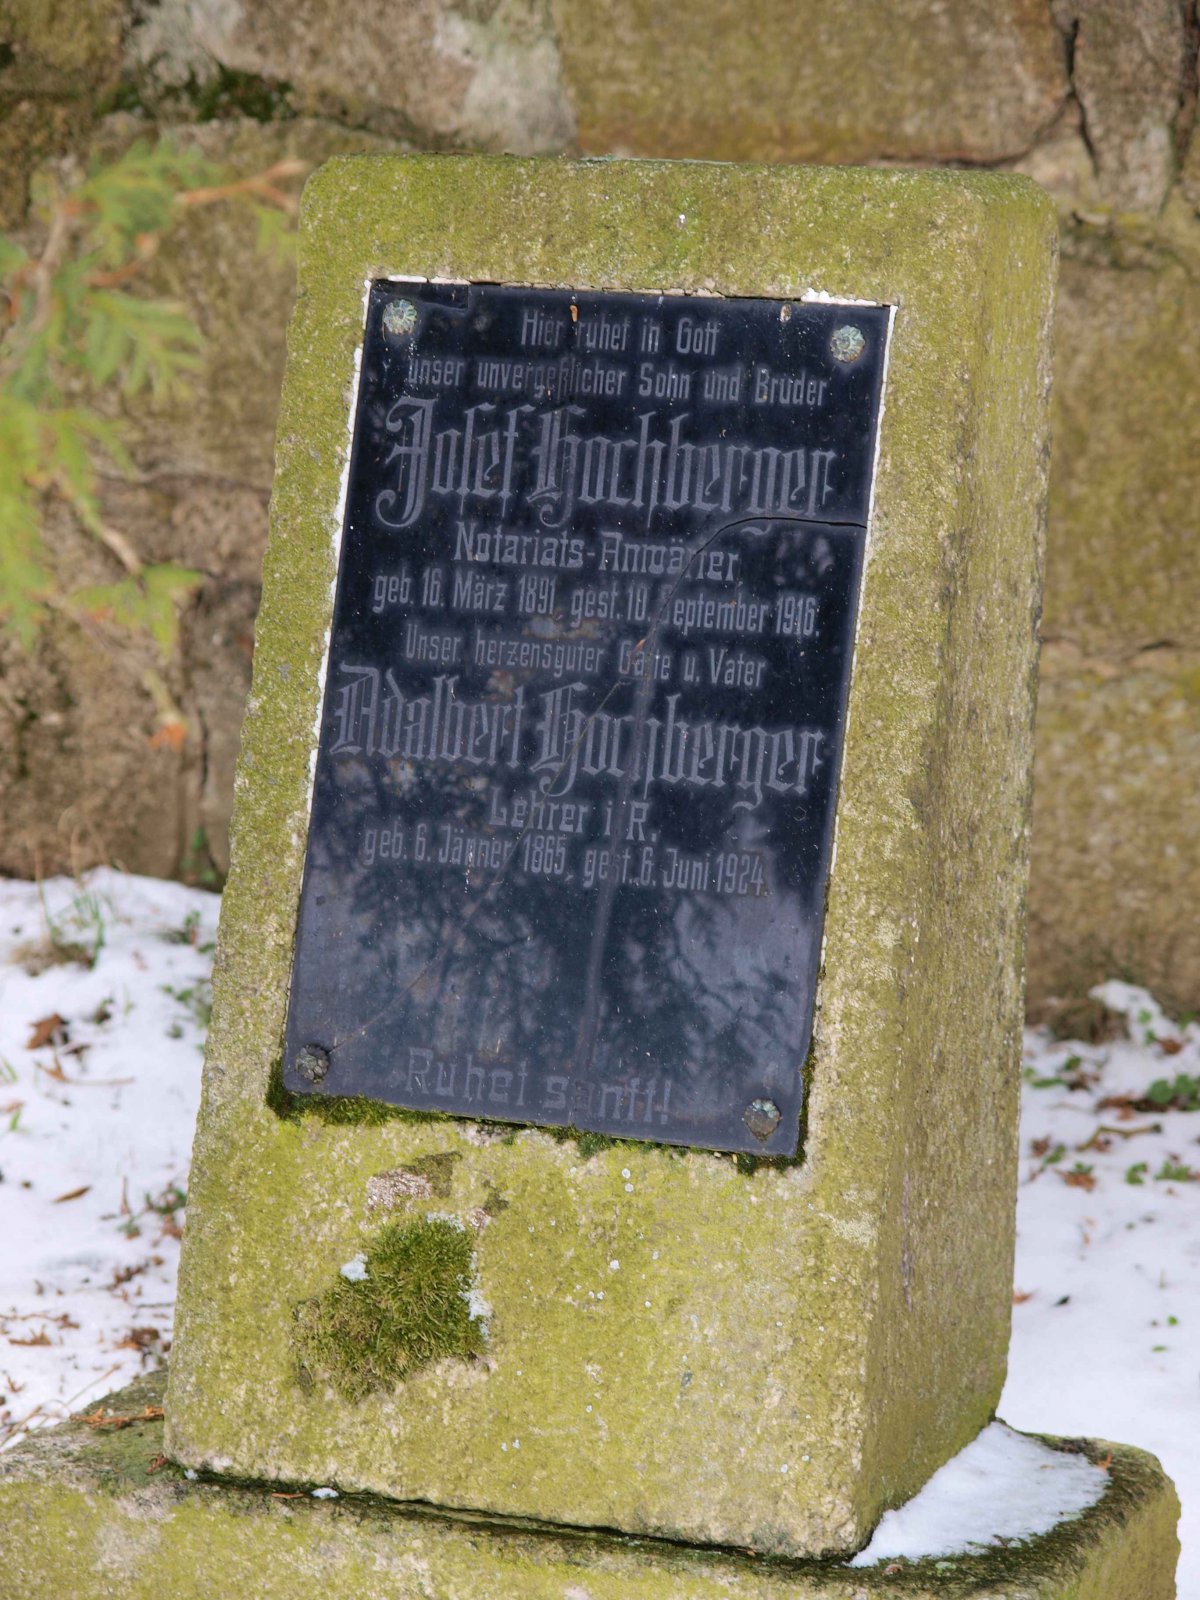 Hier ruhet in Gott
unser unvergeßlicher Sohn und Bruder
Josef Hochberger
Notariats-Anwärter
geb. 16. März 1891, gest. 10. September 1916.
Unser herzensguter Gatte u. Vater
Adalbert Hochberger
Lehrer i R.
geb. 6. Jänner 1865, gest. 6. Juni 1924.
Ruhet sanft!